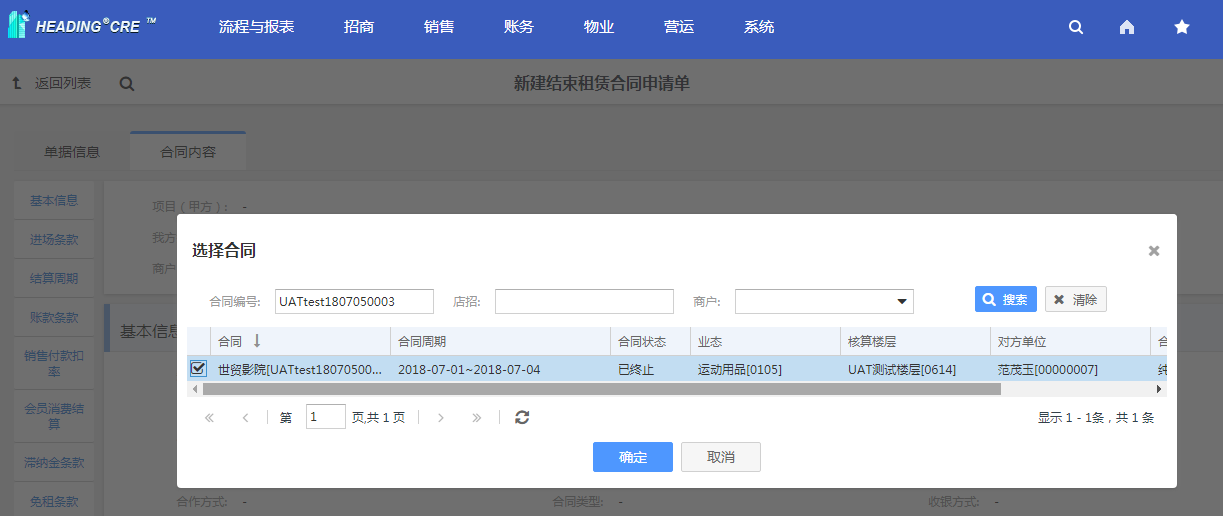 HEADING®CRE ™ 流程与报表 招商 销售 账务 物业 营运 系统
返回列表 新建结束租赁合同申请单
单据信息 合同内容
基本信息
进场条款
结算周期
账款条款
销售付款扣
率
会员消费结
算
滞纳金条款
免租条款
项目（甲方）： -
我方
商户
基本信息
选择合同
合同编号: UATtest1807050003 店招: 商户: 搜索 清除
合同 合同周期 合同状态 业态 核算楼层 对方单位 合
世贸影院[UATtest18070500... 2018-07-01~2018-07-04 已终止 运动用品[0105] UAT测试楼层[0614] 范茂玉[00000007] 纯
第 1 页,共 1 页 显示 1 - 1条，共 1 条
确定 取消
合作方式: - 合同类型: - 收银方式: -